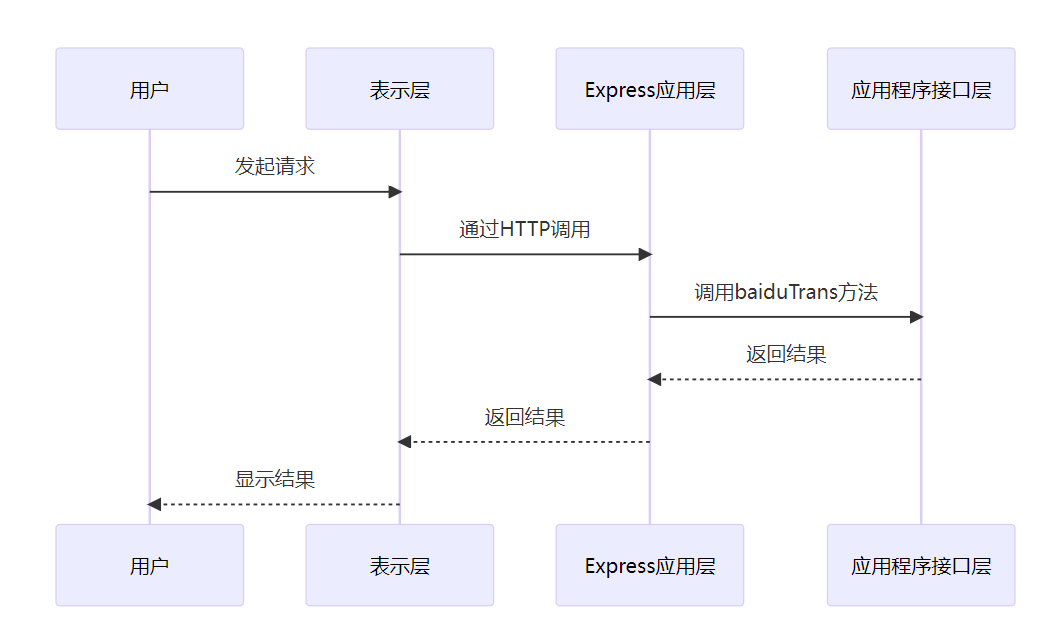 用户
表示层
Express应用层
应用程序接口层
发起请求
通过HTTP调用
调用baiduTrans方法
返回结果
返回结果
显示结果
用户
表示层
Express应用层
应用程序接口层